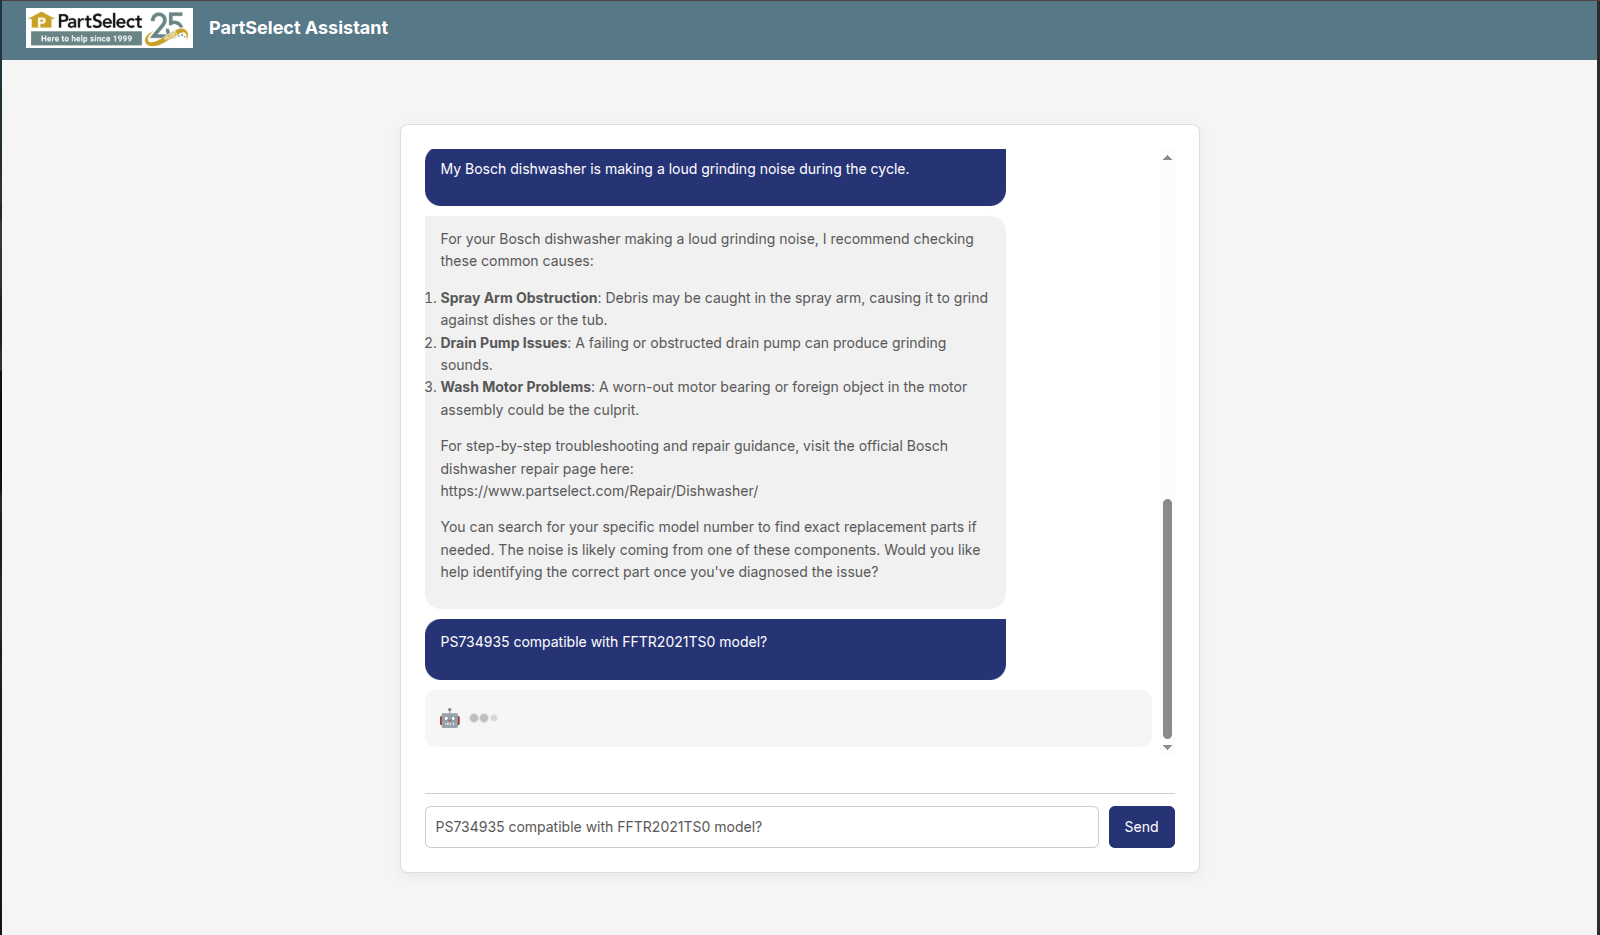 PartSelect
Here to help since 1999
25
PartSelect Assistant
My Bosch dishwasher is making a loud grinding noise during the cycle.
For your Bosch dishwasher making a loud grinding noise, I recommend checking
these common causes:
1. Spray Arm Obstruction: Debris may be caught in the spray arm, causing it to grind
against dishes or the tub.
2. Drain Pump Issues: A failing or obstructed drain pump can produce grinding
sounds.
3. Wash Motor Problems: A worn-out motor bearing or foreign object in the motor
assembly could be the culprit.
For step-by-step troubleshooting and repair guidance, visit the official Bosch
dishwasher repair page here:
https://www.partselect.com/Repair/Dishwasher/
You can search for your specific model number to find exact replacement parts if
needed. The noise is likely coming from one of these components. Would you like
help identifying the correct part once you've diagnosed the issue?
PS734935 compatible with FFTR2021TS0 model?
PS734935 compatible with FFTR2021TS0 model?
Send